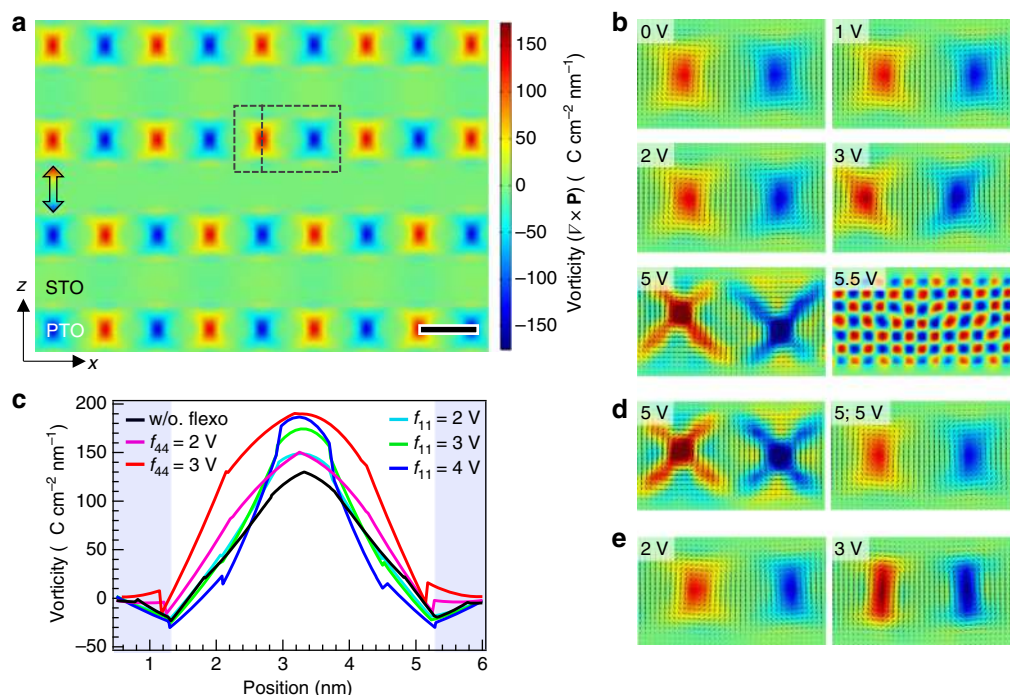 a
150
100
50
0
−50
−100
−150
Vorticity (∇ × P) ( C cm⁻² nm⁻¹)
STO
PTO
z
x
b
0 V
1 V
2 V
3 V
5 V
5.5 V
c
200
150
100
50
0
−50
Vorticity ( C cm⁻² nm⁻¹)
w/o. flexo
f₄₄ = 2 V
f₄₄ = 3 V
f₁₁ = 2 V
f₁₁ = 3 V
f₁₁ = 4 V
1
2
3
4
5
6
Position (nm)
d
5 V
5; 5 V
e
2 V
3 V